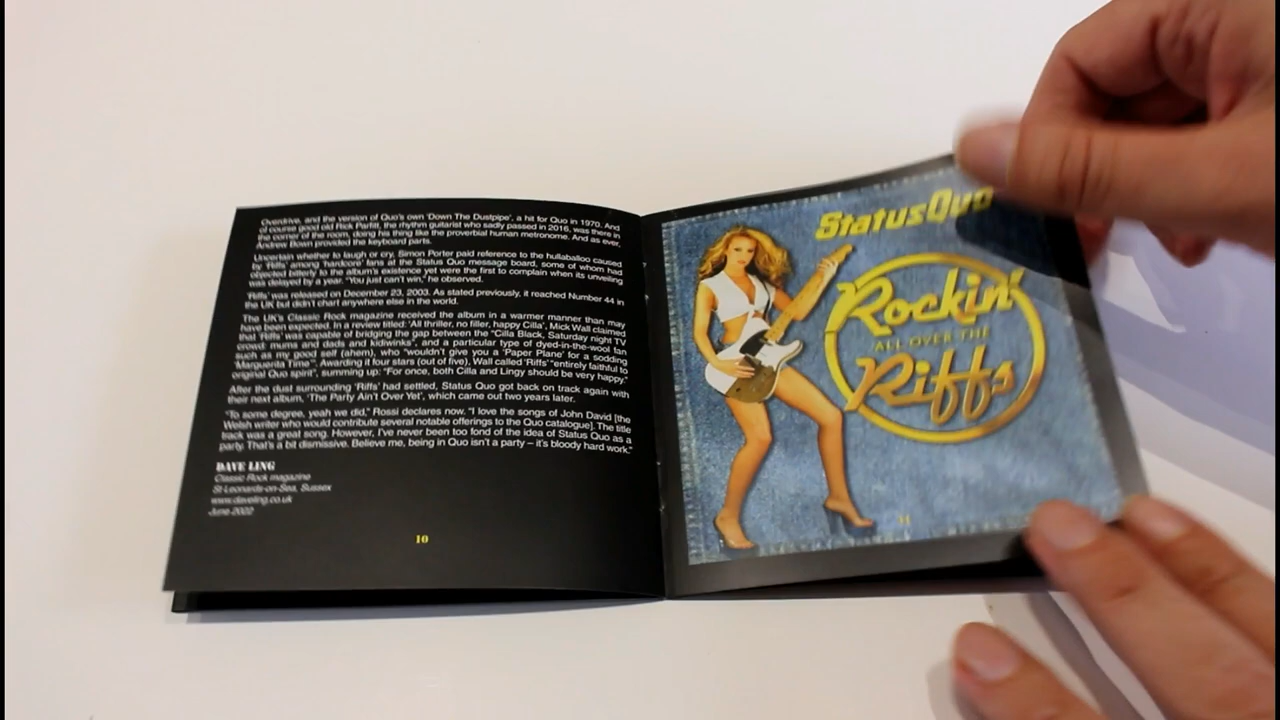 Overdrive, and the version of Quo's own 'Down The Dustpipe', a hit for Quo in 1970. And
of course good old Rick Parfitt, the rhythm guitarist who sadly passed in 2016, was there in
the corner of the room, doing his thing like the proverbial human metronome. And as ever,
Andrew Bown provided the keyboard parts.
Uncertain whether to laugh or cry, Simon Porter paid reference to the hullaballoo caused
by 'Riffs' among 'hardcore' fans at the Status Quo message board, some of whom had
objected bitterly to the album's existence yet were the first to complain when its unveiling
was delayed by a year. "You just can't win," he observed.
'Riffs' was released on December 23, 2003. As stated previously, it reached Number 44 in
the UK but didn't chart anywhere else in the world.
The UK's Classic Rock magazine received the album in a warmer manner than may
have been expected. In a review titled: 'All thriller, no filler, happy Cilla', Mick Wall claimed
that 'Riffs' was capable of bridging the gap between the "Cilla Black, Saturday night TV
crowd: mums and dads and kidiwinks", and a particular type of dyed-in-the-wool fan
such as my good self (ahem), who "wouldn't give you a 'Paper Plane' for a sodding
'Marguerita Time'". Awarding it four stars (out of five), Wall called 'Riffs' "entirely faithful to
original Quo spirit", summing up: "For once, both Cilla and Lingy should be very happy."
After the dust surrounding 'Riffs' had settled, Status Quo got back on track again with
their next album, 'The Party Ain't Over Yet', which came out two years later.
"To some degree, yeah we did," Rossi declares now. "I love the songs of John David [the
Welsh writer who would contribute several notable offerings to the Quo catalogue]. The title
track was a great song. However, I've never been too fond of the idea of Status Quo as a
party. That's a bit dismissive. Believe me, being in Quo isn't a party – it's bloody hard work."
DAVE LING
Classic Rock magazine
St-Leonards-on-Sea, Sussex
www.daveling.co.uk
June 2022
10
Status Quo
Rockin'
ALL OVER THE
Riffs
11